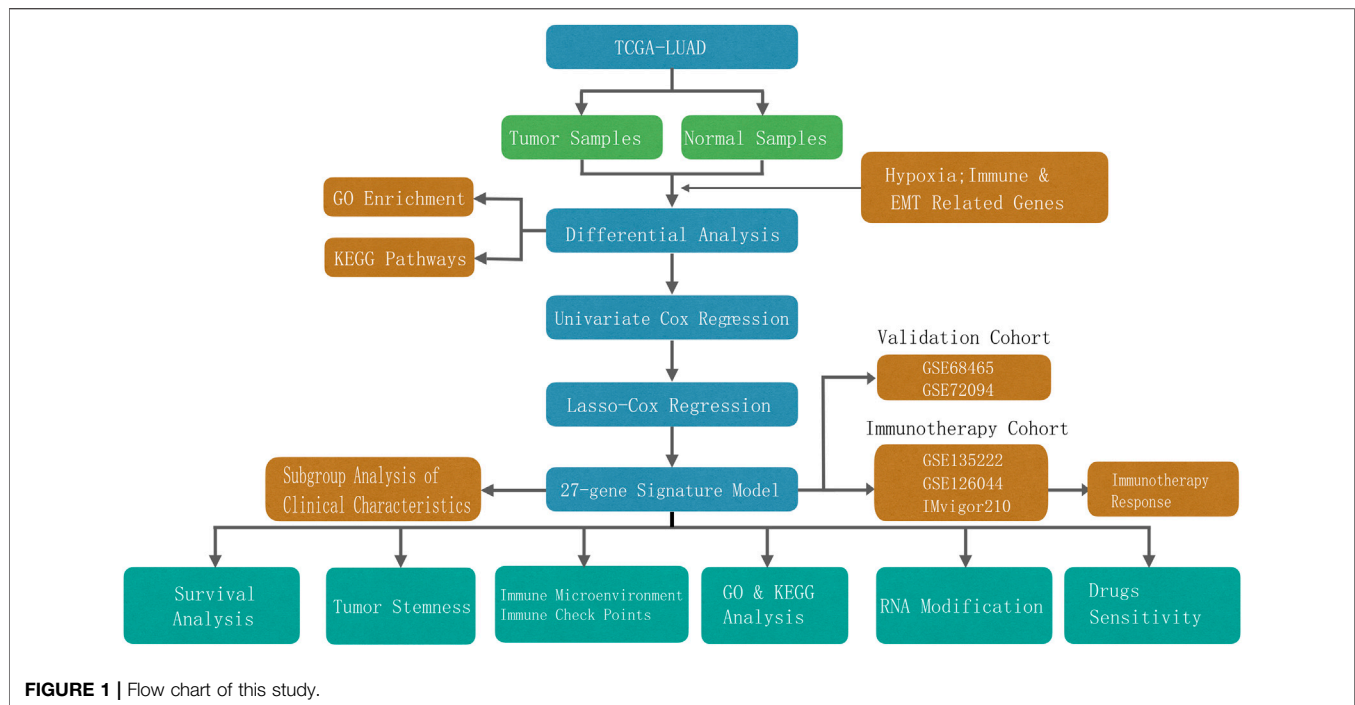 TCGA-LUAD
Tumor Samples
Normal Samples
Hypoxia;Immune &
EMT Related Genes
GO Enrichment
KEGG Pathways
Differential Analysis
Univariate Cox Regression
Validation Cohort
GSE68465
GSE72094
Lasso-Cox Regression
Immunotherapy Cohort
GSE135222
GSE126044
IMvigor210
Immunotherapy
Response
Subgroup Analysis of
Clinical Characteristics
27-gene Signature Model
Survival
Analysis
Tumor Stemness
Immune Microenvironment
Immune Check Points
GO & KEGG
Analysis
RNA Modification
Drugs
Sensitivity
FIGURE 1 | Flow chart of this study.